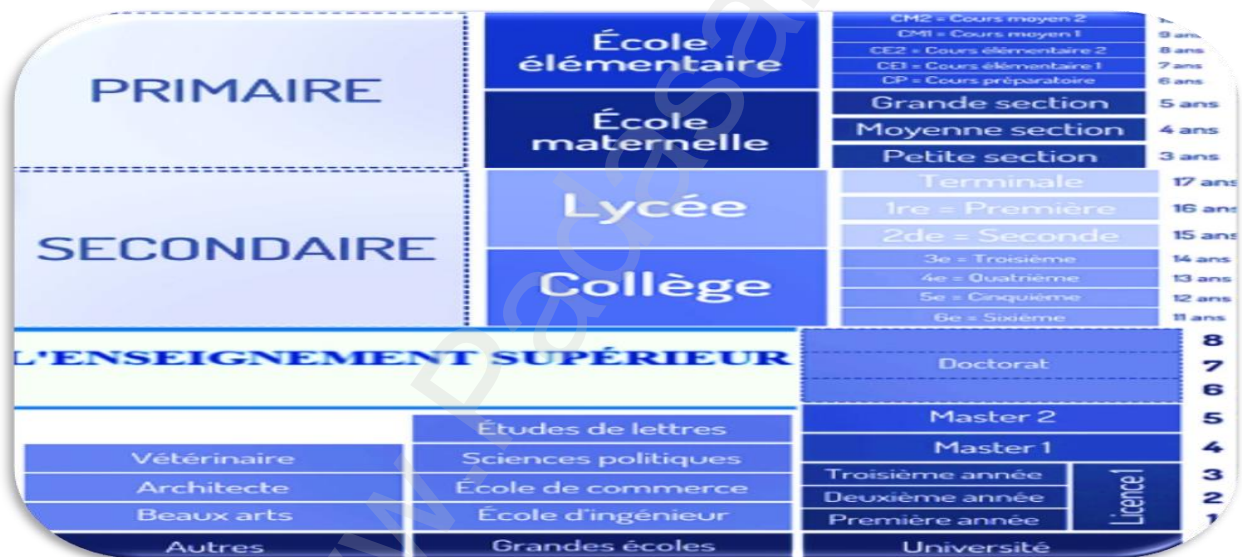 PRIMAIRE
École
élémentaire
CM2 = Cours moyen 2
CM1 = Cours moyen 1
9 ans
CE2 = Cours élémentaire 2
8 ans
CE1 = Cours élémentaire 1
7 ans
CP = Cours préparatoire
6 ans
École
maternelle
Grande section
5 ans
Moyenne section
4 ans
Petite section
3 ans
SECONDAIRE
Lycée
Terminale
17 ans
1re = Première
16 ans
2de = Seconde
15 ans
Collège
3e = Troisième
14 ans
4e = Quatrième
13 ans
5e = Cinquième
12 ans
6e = Sixième
11 ans
L'ENSEIGNEMENT SUPÉRIEUR
Doctorat
8
7
6
Master 2
5
Master 1
4
Troisième année
3
Deuxième année
2
Première année
1
Licence1
Université
Études de lettres
Sciences politiques
École de commerce
École d'ingénieur
Grandes écoles
Vétérinaire
Architecte
Beaux arts
Autres